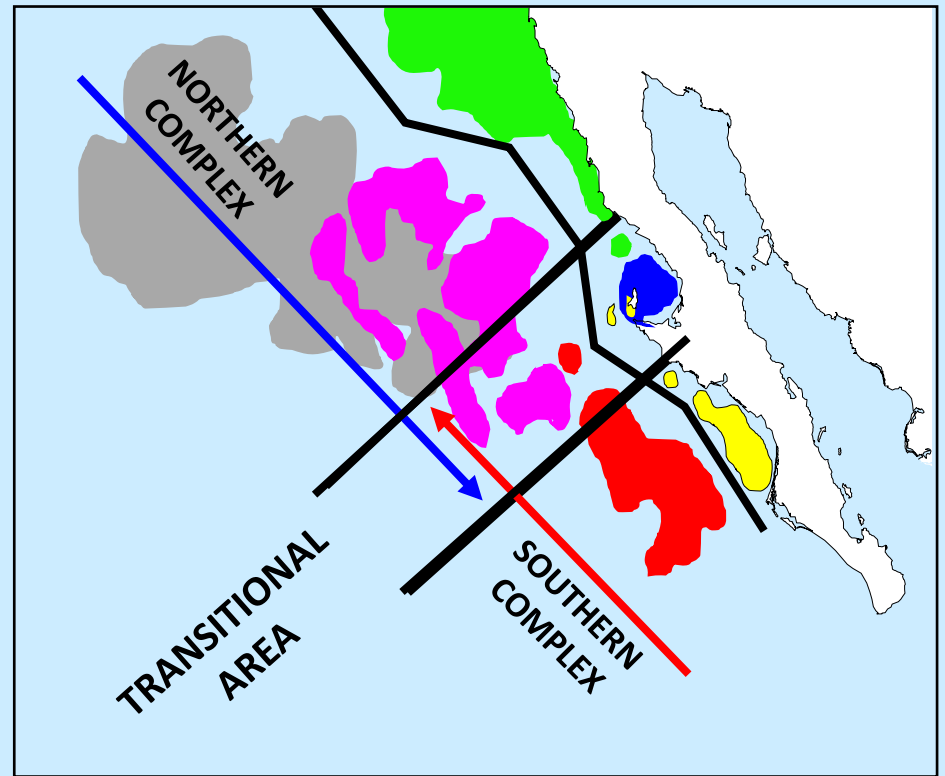 NORTHERN
COMPLEX
TRANSITIONAL
AREA
SOUTHERN
COMPLEX